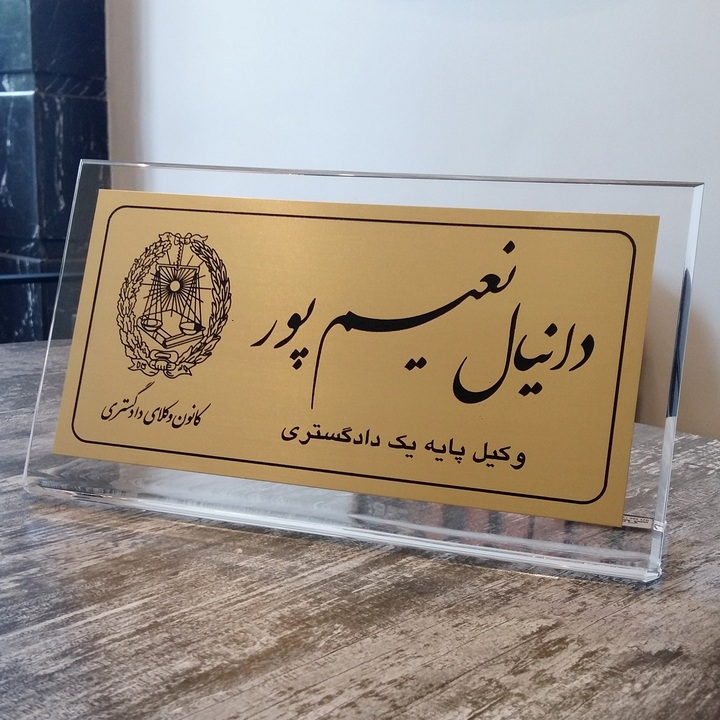 دانیال نعیم پور
وکیل پایه یک دادگستری
کانون وکلای دادگستری